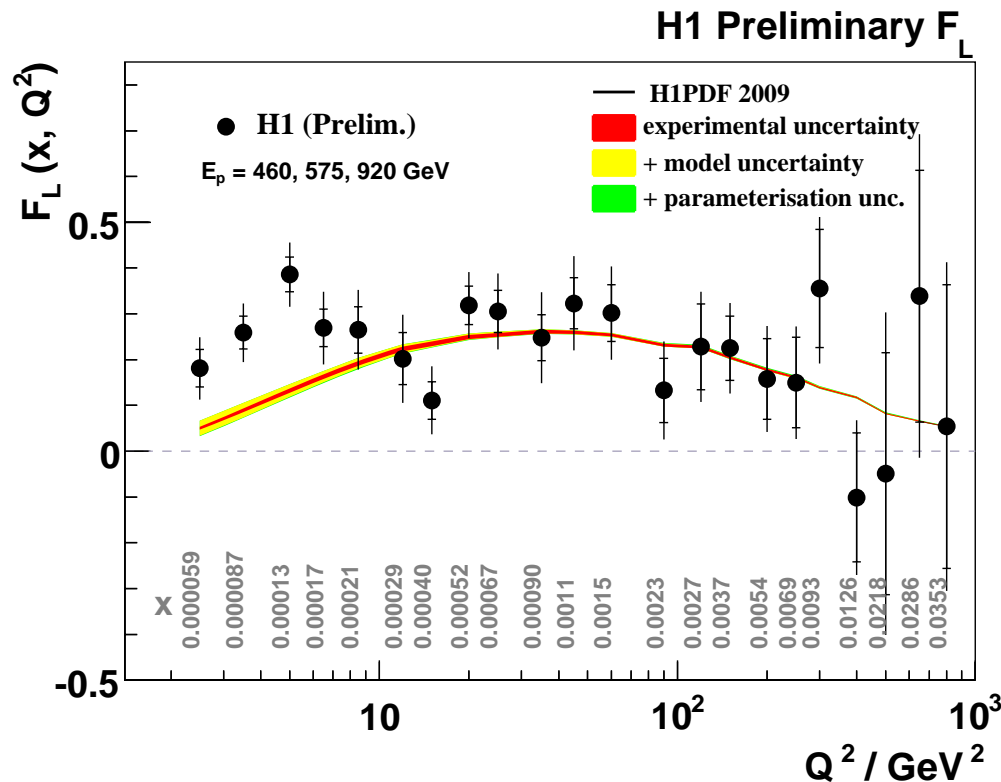 H1 Preliminary F_L
F_L (x, Q^2)
H1 (Prelim.)
E_p = 460, 575, 920 GeV
H1PDF 2009
experimental uncertainty
+ model uncertainty
+ parameterisation unc.
0.5
0
-0.5
x
0.000059
0.000087
0.00013
0.00017
0.00021
0.00029
0.00040
0.00052
0.00067
0.00090
0.0011
0.0015
0.0023
0.0027
0.0037
0.0054
0.0069
0.0093
0.0126
0.0218
0.0286
0.0353
10
10^2
10^3
Q^2 / GeV^2